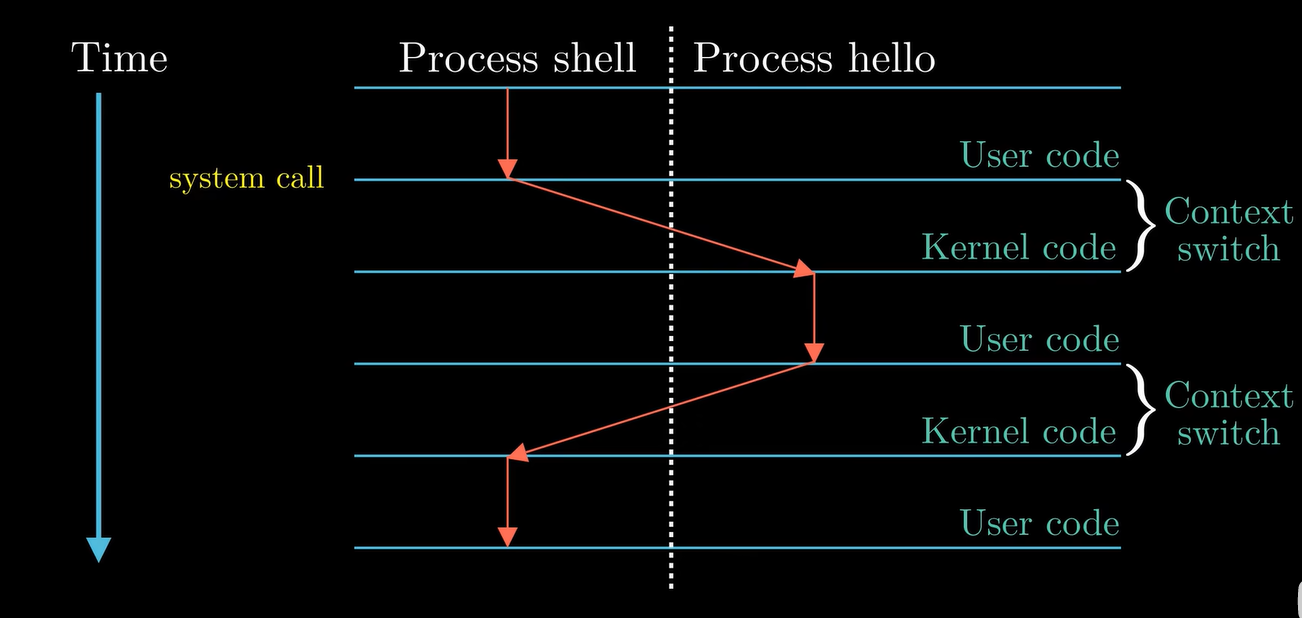 Time
Process shell
Process hello
User code
system call
Context
switch
Kernel code
User code
Context
switch
Kernel code
User code